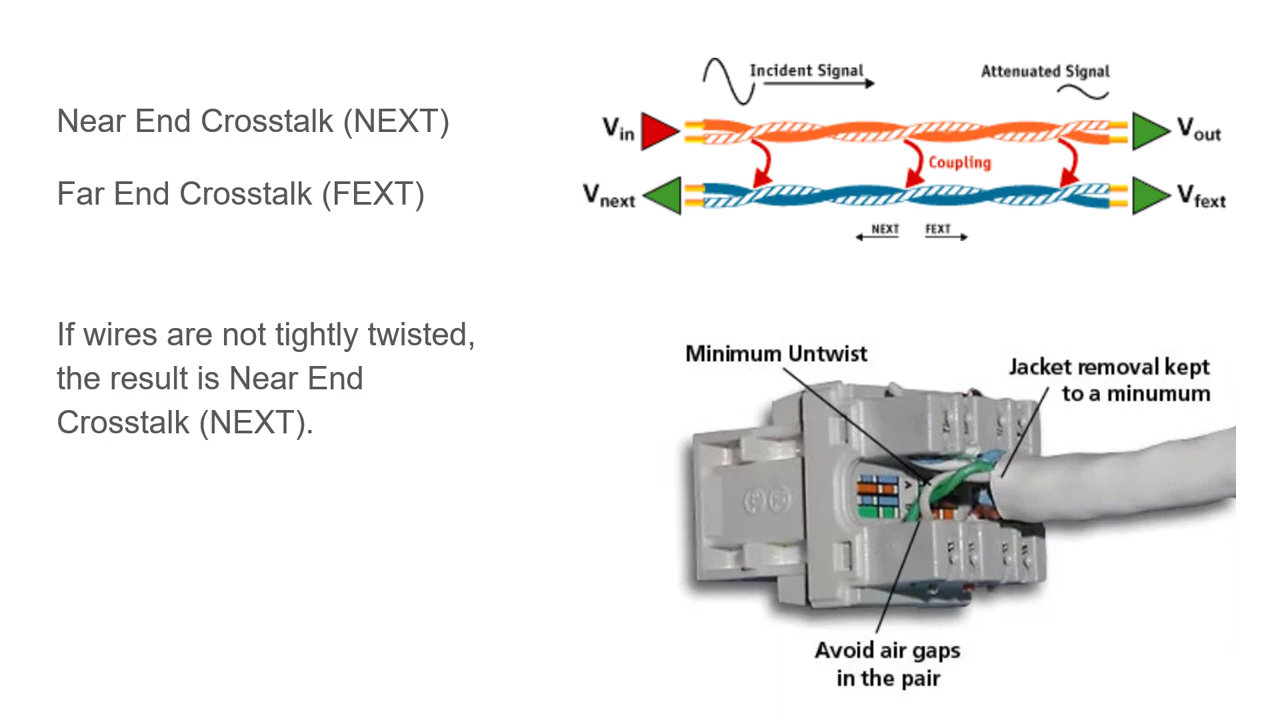 Near End Crosstalk (NEXT)
Far End Crosstalk (FEXT)
If wires are not tightly twisted,
the result is Near End
Crosstalk (NEXT).
Incident Signal
Attenuated Signal
Vin
Vout
Coupling
Vnext
Vfext
NEXT
FEXT
Minimum Untwist
Jacket removal kept
to a minumum
Avoid air gaps
in the pair